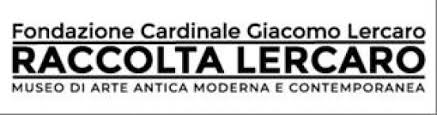 Fondazione Cardinale Giacomo Lercaro
RACCOLTA LERCARO
MUSEO DI ARTE ANTICA MODERNA E CONTEMPORANEA